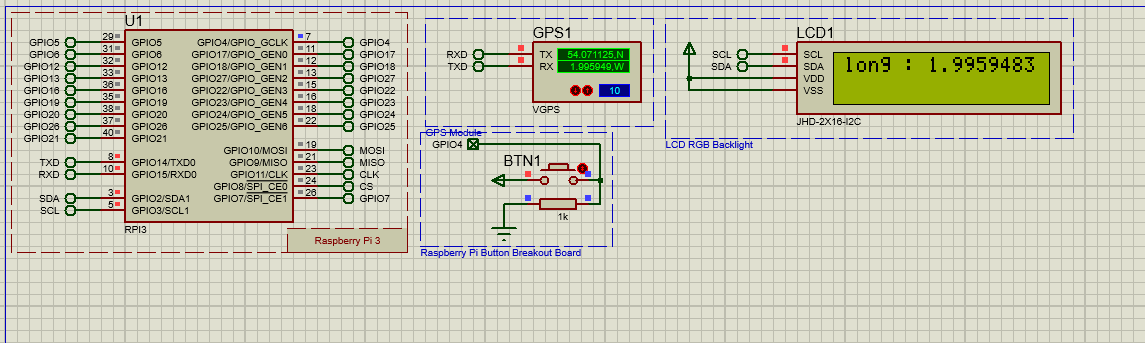 U1
29 GPIO5 GPIO5
31 GPIO6 GPIO6
32 GPIO12 GPIO12
33 GPIO13 GPIO13
36 GPIO16 GPIO16
35 GPIO19 GPIO19
38 GPIO20 GPIO20
37 GPIO26 GPIO26
40 GPIO21 GPIO21
TXD 8 GPIO14/TXD0
RXD 10 GPIO15/RXD0
SDA 3 GPIO2/SDA1
SCL 5 GPIO3/SCL1
GPIO4/GPIO_GCLK 7 GPIO4
GPIO17/GPIO_GEN0 11 GPIO17
GPIO18/GPIO_GEN1 12 GPIO18
GPIO27/GPIO_GEN2 13 GPIO27
GPIO22/GPIO_GEN3 15 GPIO22
GPIO23/GPIO_GEN4 16 GPIO23
GPIO24/GPIO_GEN5 18 GPIO24
GPIO25/GPIO_GEN6 22 GPIO25
GPIO10/MOSI 19 MOSI
GPIO9/MISO 21 MISO
GPIO11/CLK 23 CLK
GPIO8/SPI_CE0 24 CS
GPIO7/SPI_CE1 26 GPIO7
RPI3
Raspberry Pi 3
GPS1
RXD TX 54.071125,N
TXD RX 1.995949,W
10
VGPS
GPS Module
GPIO4
BTN1
1k
Raspberry Pi Button Breakout Board
LCD1
SCL SCL
SDA SDA
VDD
VSS
long : 1.9959483
JHD-2X16-I2C
LCD RGB Backlight